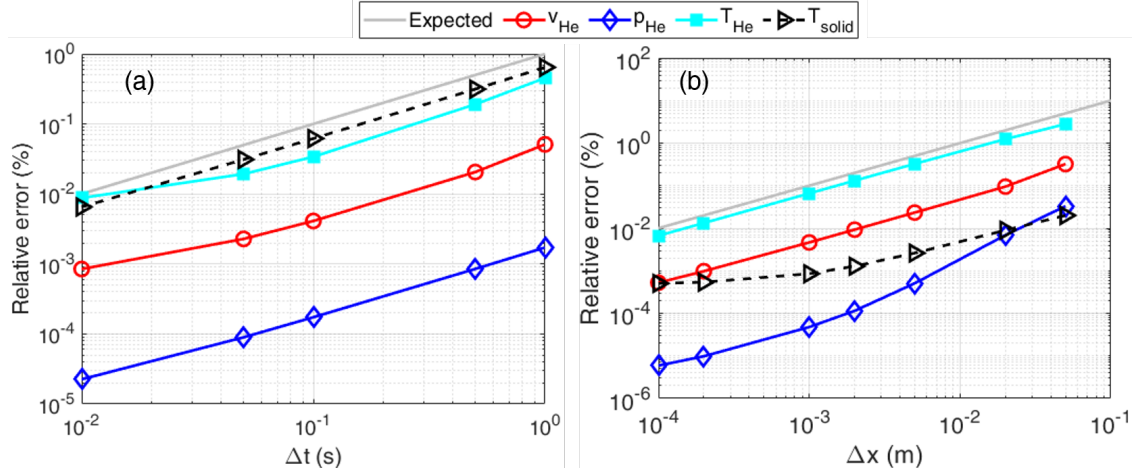 Expected v_He p_He T_He T_solid
(a)
Relative error (%)
10^0
10^-1
10^-2
10^-3
10^-4
10^-5
10^-2 10^-1 10^0
Δt (s)
(b)
Relative error (%)
10^2
10^0
10^-2
10^-4
10^-6
10^-4 10^-3 10^-2 10^-1
Δx (m)